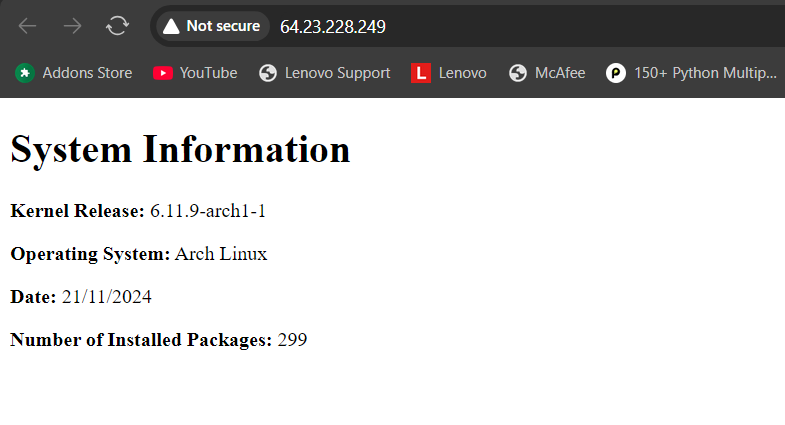 Not secure 64.23.228.249
Addons Store YouTube Lenovo Support L Lenovo McAfee P 150+ Python Multip...
System Information
Kernel Release: 6.11.9-arch1-1
Operating System: Arch Linux
Date: 21/11/2024
Number of Installed Packages: 299